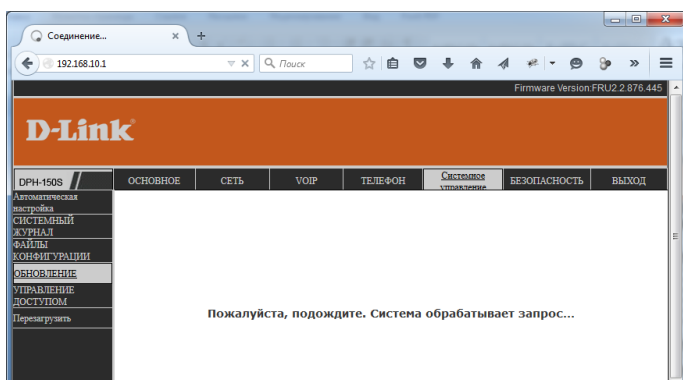 Соединение...
192.168.10.1
Поиск
Firmware Version:FRU2.2.876.445
D-Link®
DPH-150S
ОСНОВНОЕ СЕТЬ VOIP ТЕЛЕФОН Системное управление БЕЗОПАСНОСТЬ ВЫХОД
Автоматическая
настройка
СИСТЕМНЫЙ
ЖУРНАЛ
ФАЙЛЫ
КОНФИГУРАЦИИ
ОБНОВЛЕНИЕ
УПРАВЛЕНИЕ
ДОСТУПОМ
Перезагрузить
Пожалуйста, подождите. Система обрабатывает запрос...